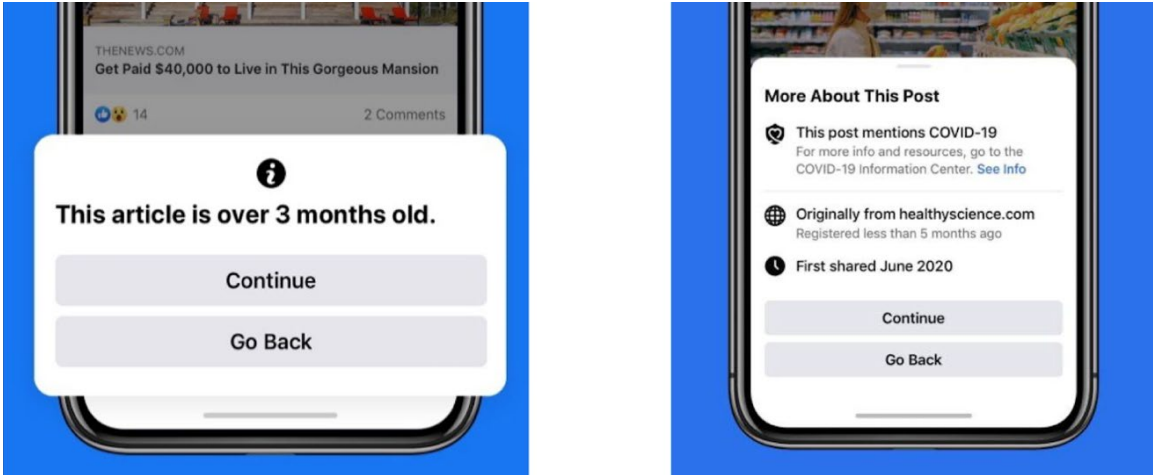 THENEWS.COM
Get Paid $40,000 to Live in This Gorgeous Mansion
14
2 Comments
This article is over 3 months old.
Continue
Go Back
More About This Post
This post mentions COVID-19
For more info and resources, go to the
COVID-19 Information Center. See Info
Originally from healthyscience.com
Registered less than 5 months ago
First shared June 2020
Continue
Go Back